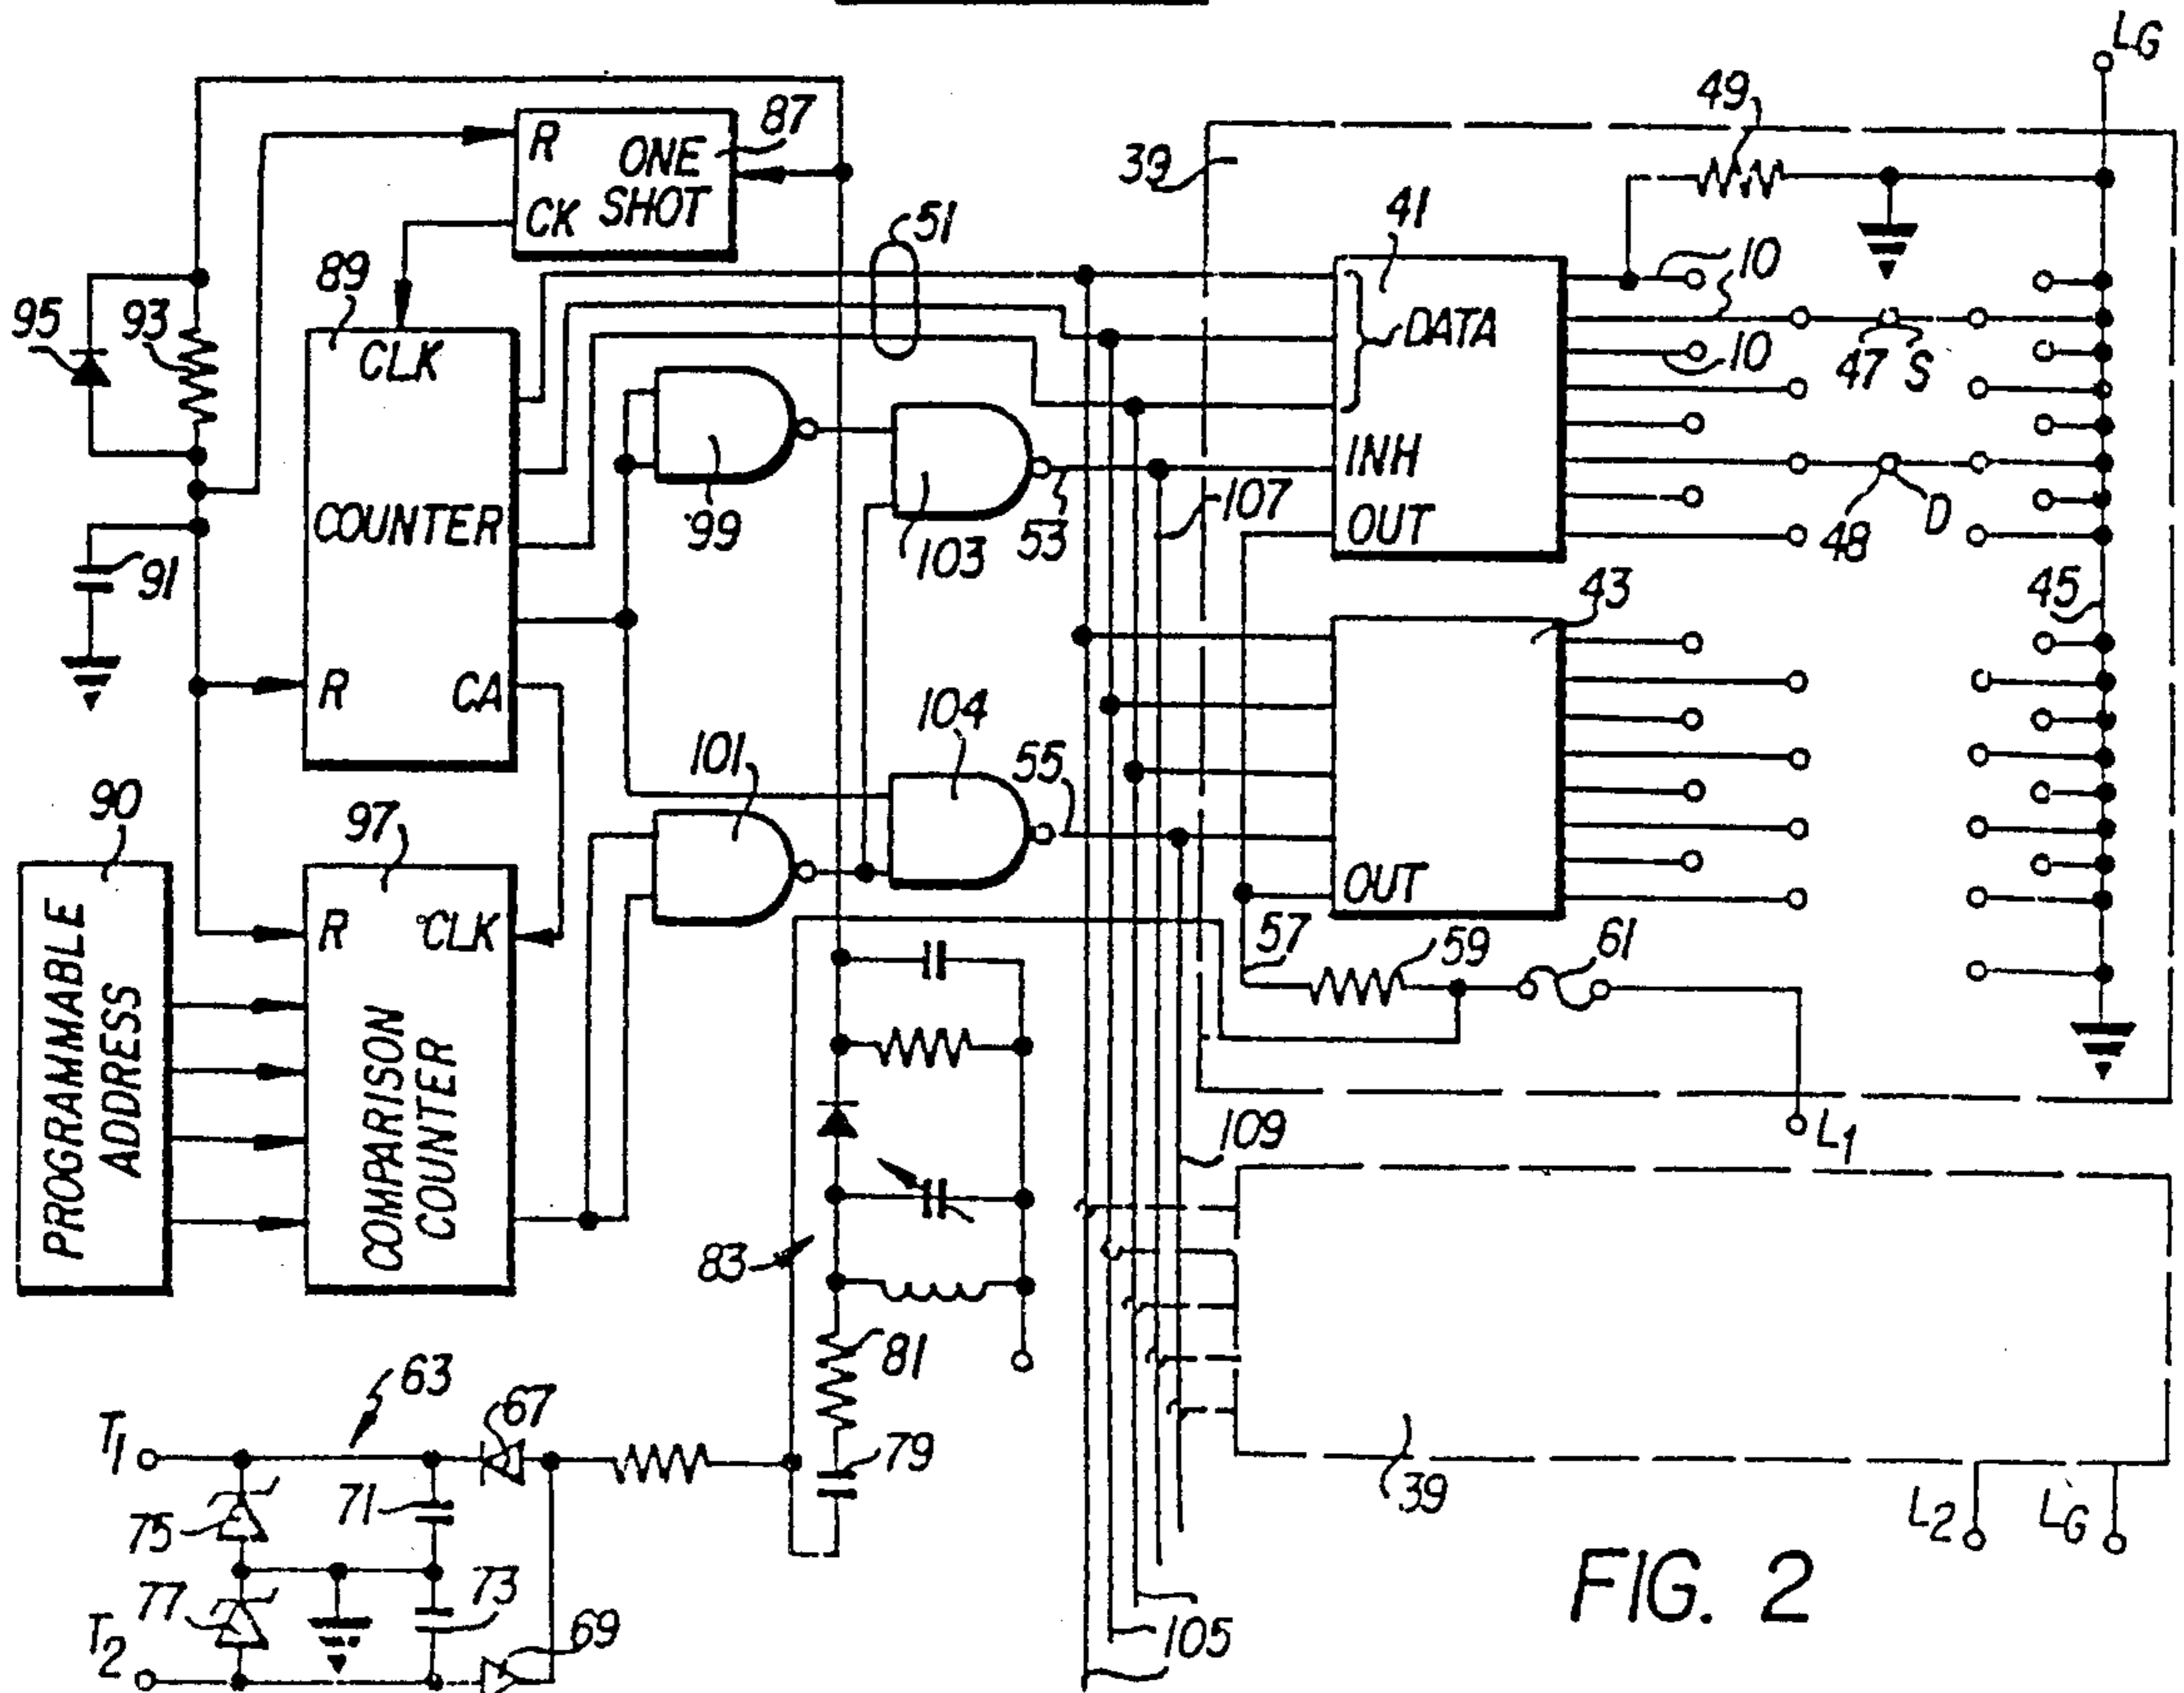 LG
49
87
R
ONE
SHOT
CK
39
51
41
10
89
95
93
CLK
DATA
10
47
S
COUNTER
99
103
53
107
INH
OUT
48
D
91
R
CA
43
45
104
101
55
90
97
R
CLK
OUT
57
59
61
PROGRAMMABLE
ADDRESS
COMPARISON
COUNTER
L1
109
83
81
63
67
T1
79
75
71
39
L2
LG
77
73
T2
69
105
FIG. 2